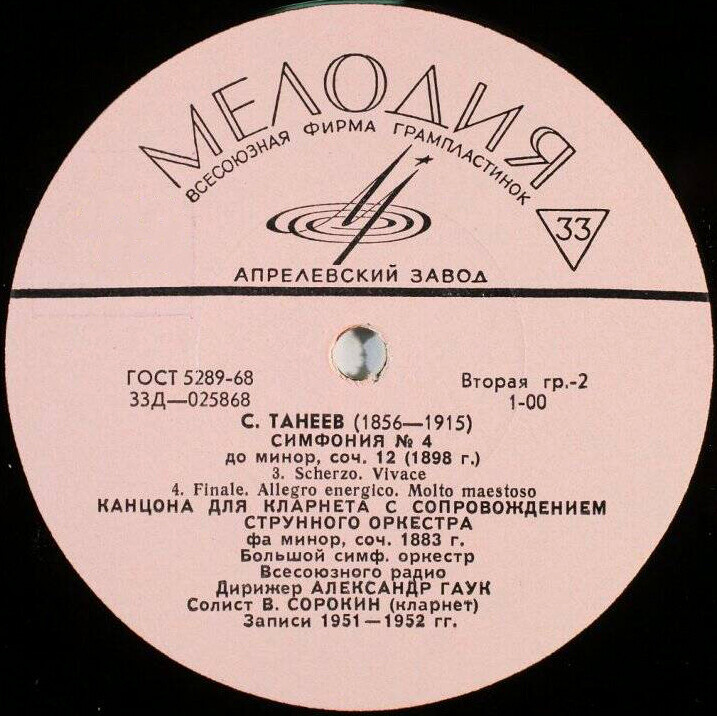 МЕЛОДИЯ
ВСЕСОЮЗНАЯ ФИРМА ГРАМПЛАСТИНОК
33
АПРЕЛЕВСКИЙ ЗАВОД
ГОСТ 5289-68
Вторая гр.-2
33Д—025868
1-00
С. ТАНЕЕВ (1856—1915)
СИМФОНИЯ № 4
до минор, соч. 12 (1898 г.)
3. Scherzo. Vivace
4. Finale. Allegro energico. Molto maestoso
КАНЦОНА ДЛЯ КЛАРНЕТА С СОПРОВОЖДЕНИЕМ
СТРУННОГО ОРКЕСТРА
фа минор, соч. 1883 г.
Большой симф. оркестр
Всесоюзного радио
Дирижер АЛЕКСАНДР ГАУК
Солист В. СОРОКИН (кларнет)
Записи 1951—1952 гг.